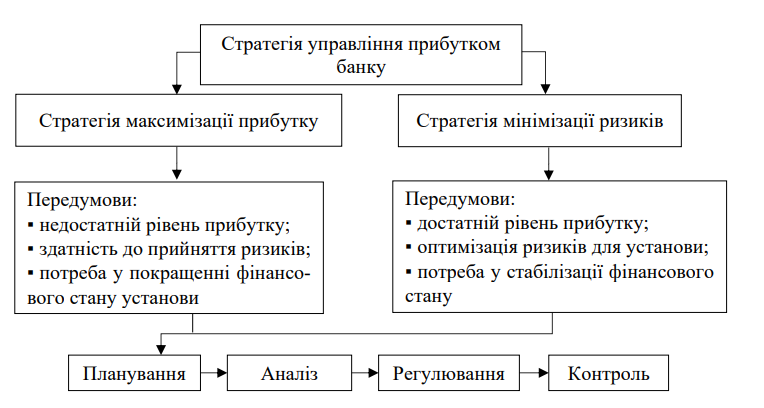 Стратегія управління прибутком
банку
Стратегія максимізації прибутку
Стратегія мінімізації ризиків
Передумови:
▪ недостатній рівень прибутку;
▪ здатність до прийняття ризиків;
▪ потреба у покращенні фінансо-
вого стану установи
Передумови:
▪ достатній рівень прибутку;
▪ оптимізація ризиків для установи;
▪ потреба у стабілізації фінансового
стану
Планування
Аналіз
Регулювання
Контроль